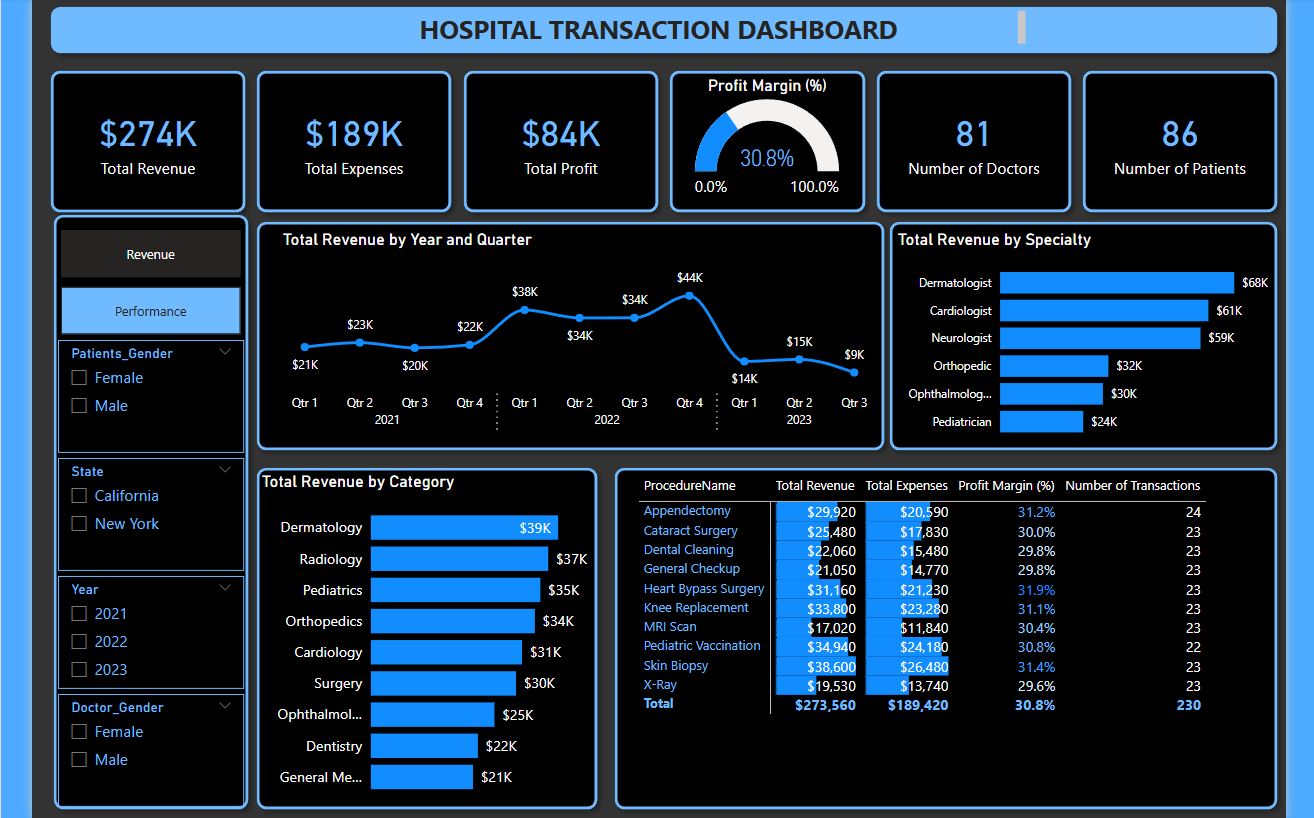 HOSPITAL TRANSACTION DASHBOARD
$274K
Total Revenue
$189K
Total Expenses
$84K
Total Profit
Profit Margin (%)
30.8%
0.0% 100.0%
81
Number of Doctors
86
Number of Patients
Revenue
Performance
Patients_Gender
Female
Male
State
California
New York
Year
2021
2022
2023
Doctor_Gender
Female
Male
Total Revenue by Year and Quarter
$21K $23K $20K $22K $38K $34K $34K $44K $14K $15K $9K
Qtr 1 Qtr 2 Qtr 3 Qtr 4 Qtr 1 Qtr 2 Qtr 3 Qtr 4 Qtr 1 Qtr 2 Qtr 3
2021 2022 2023
Total Revenue by Specialty
Dermatologist $68K
Cardiologist $61K
Neurologist $59K
Orthopedic $32K
Ophthalmolog... $30K
Pediatrician $24K
Total Revenue by Category
Dermatology $39K
Radiology $37K
Pediatrics $35K
Orthopedics $34K
Cardiology $31K
Surgery $30K
Ophthalmol... $25K
Dentistry $22K
General Me... $21K
ProcedureName Total Revenue Total Expenses Profit Margin (%) Number of Transactions
Appendectomy $29,920 $20,590 31.2% 24
Cataract Surgery $25,480 $17,830 30.0% 23
Dental Cleaning $22,060 $15,480 29.8% 23
General Checkup $21,050 $14,770 29.8% 23
Heart Bypass Surgery $31,160 $21,230 31.9% 23
Knee Replacement $33,800 $23,280 31.1% 23
MRI Scan $17,020 $11,840 30.4% 23
Pediatric Vaccination $34,940 $24,180 30.8% 22
Skin Biopsy $38,600 $26,480 31.4% 23
X-Ray $19,530 $13,740 29.6% 23
Total $273,560 $189,420 30.8% 230